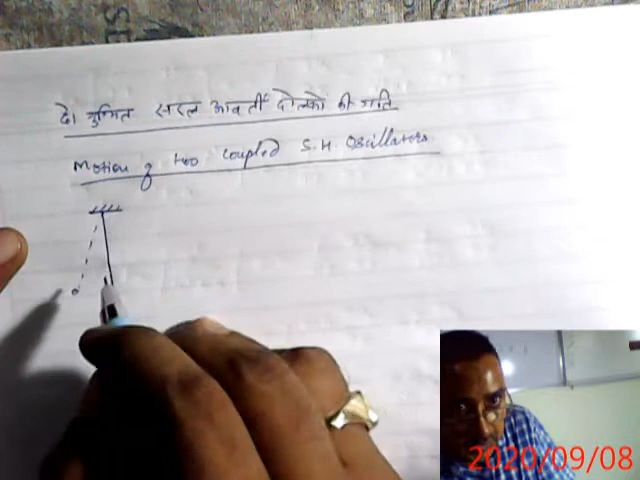 दो युग्मित सरल आवर्ती दोलकों की गति
Motion of two coupled S.H. Oscillators
2020/09/08